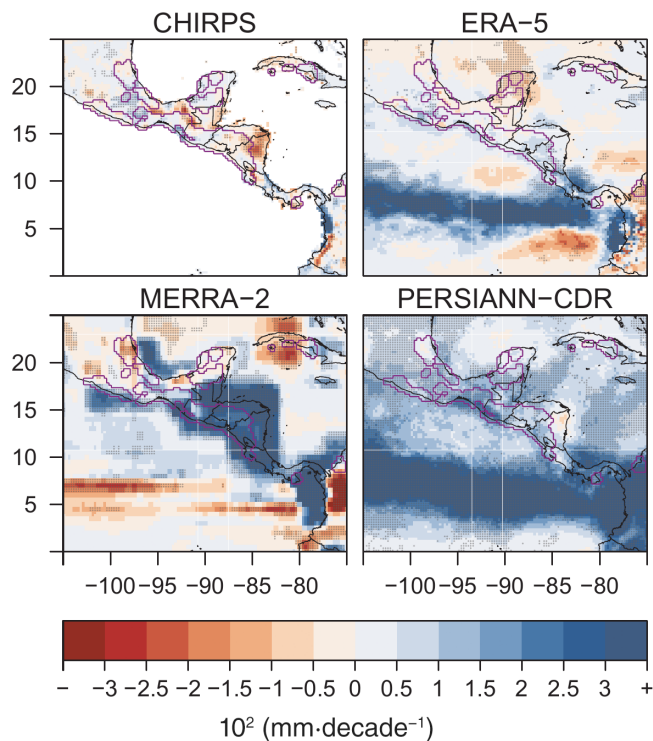 CHIRPS ERA−5
20
15
10
5
MERRA−2 PERSIANN−CDR
20
15
10
5
−100 −95 −90 −85 −80 −100 −95 −90 −85 −80
− −3 −2.5 −2 −1.5 −1 −0.5 0 0.5 1 1.5 2 2.5 3 +
10² (mm·decade⁻¹)